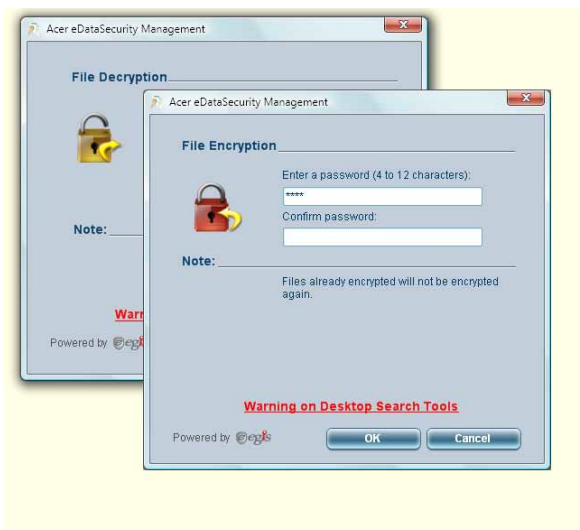 Acer eDataSecurity Management
File Decryption
Note:
Powered by
Acer eDataSecurity Management
File Encryption
Enter a password (4 to 12 characters):
****
Confirm password:
Note:
Files already encrypted will not be encrypted
again.
Warning on Desktop Search Tools
Powered by egis
OK
Cancel